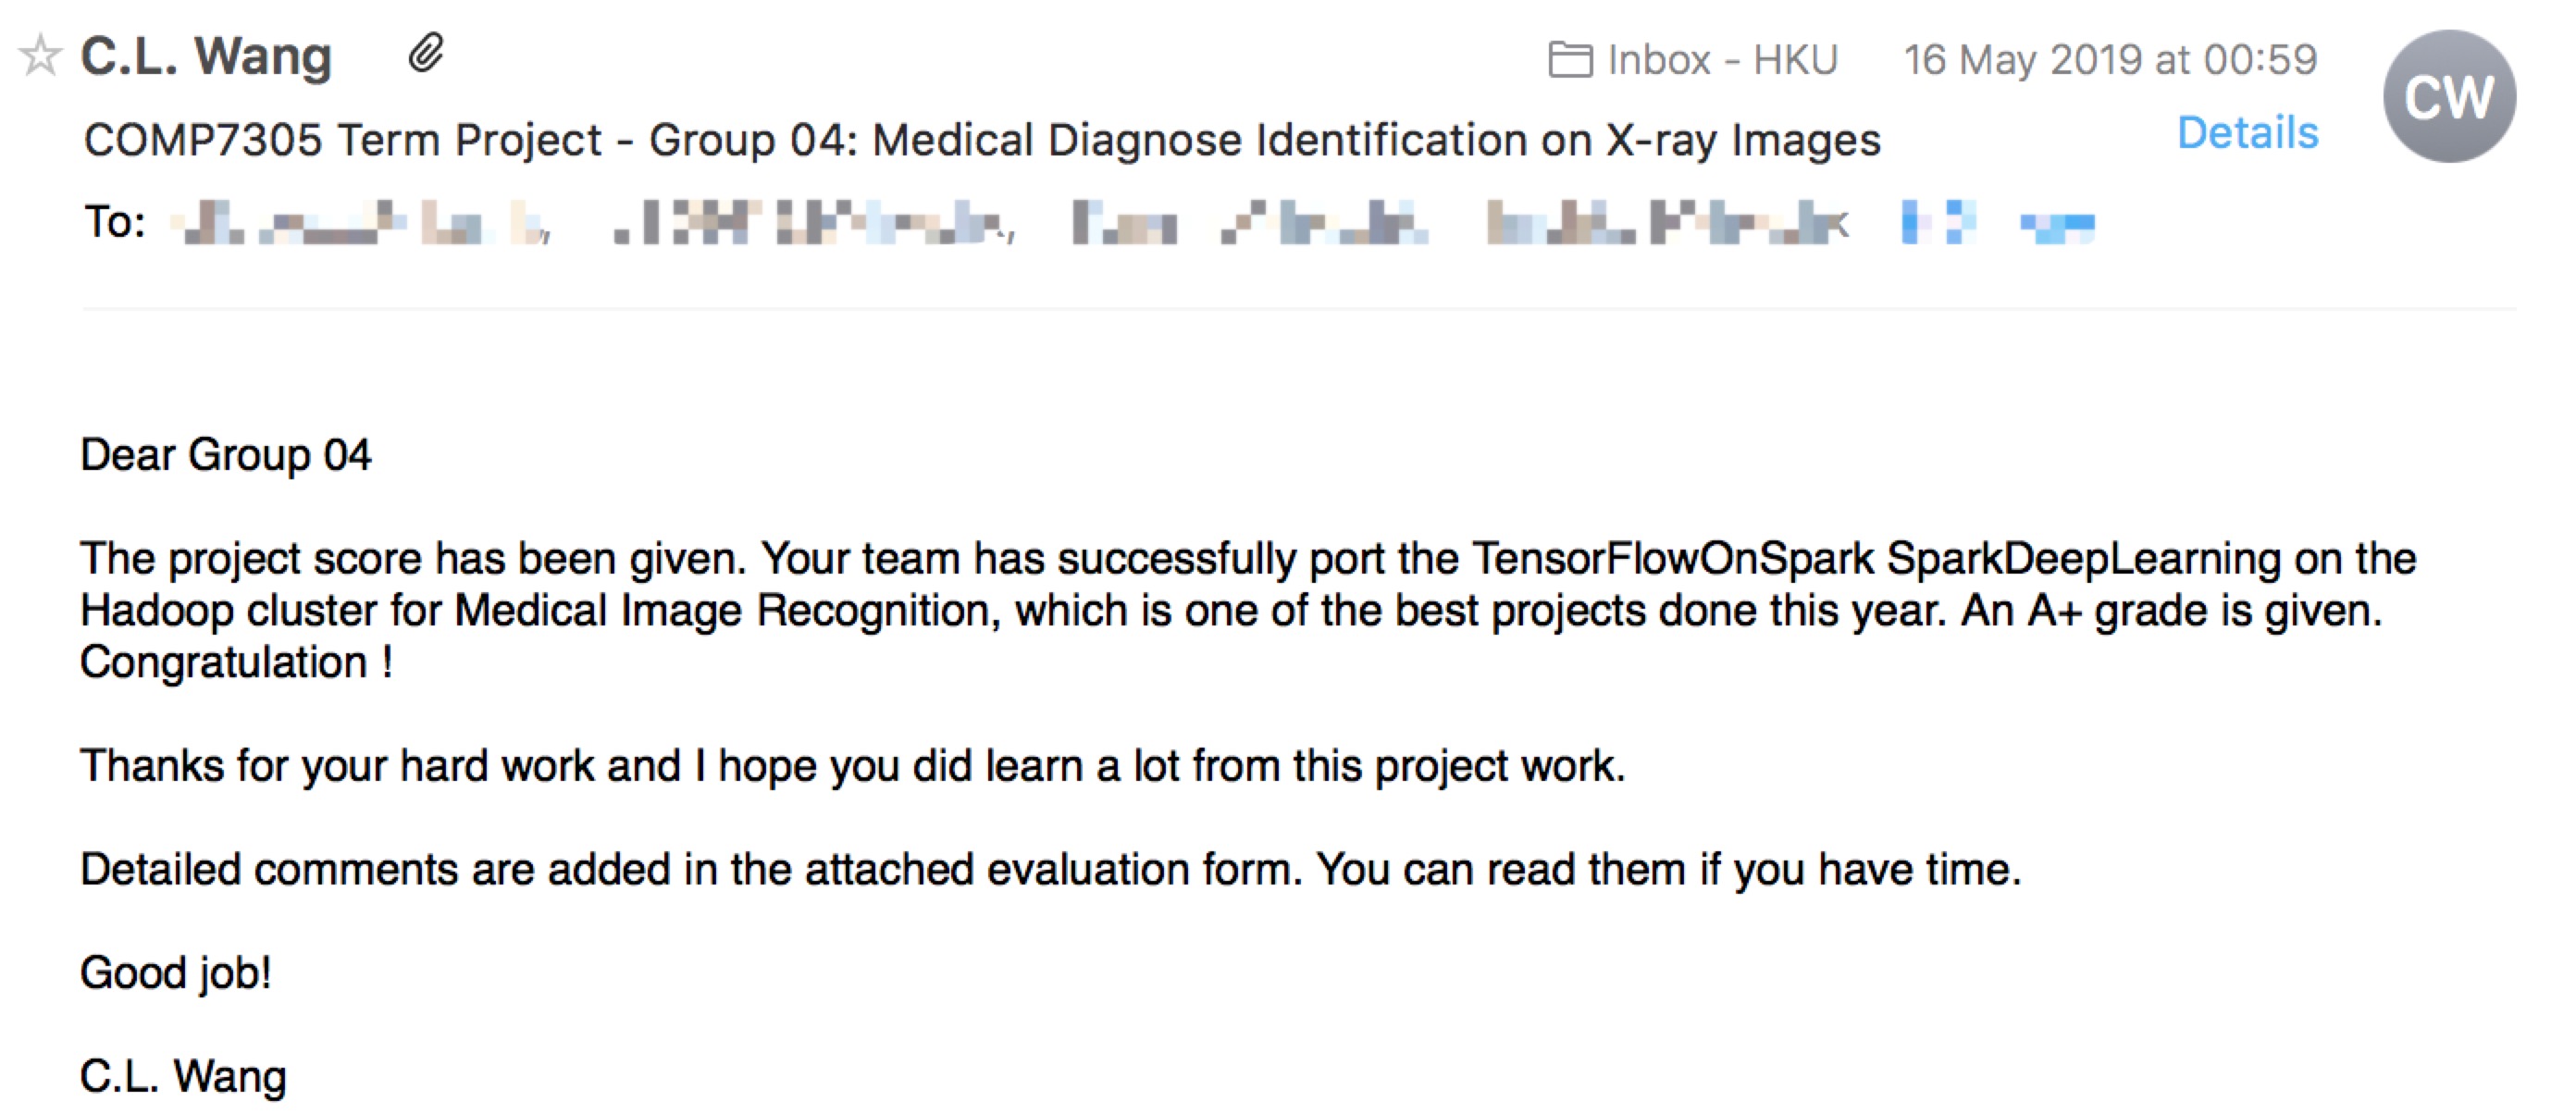 C.L. Wang
Inbox - HKU 16 May 2019 at 00:59
CW
COMP7305 Term Project - Group 04: Medical Diagnose Identification on X-ray Images
Details
To:
Dear Group 04
The project score has been given. Your team has successfully port the TensorFlowOnSpark SparkDeepLearning on the
Hadoop cluster for Medical Image Recognition, which is one of the best projects done this year. An A+ grade is given.
Congratulation !
Thanks for your hard work and I hope you did learn a lot from this project work.
Detailed comments are added in the attached evaluation form. You can read them if you have time.
Good job!
C.L. Wang